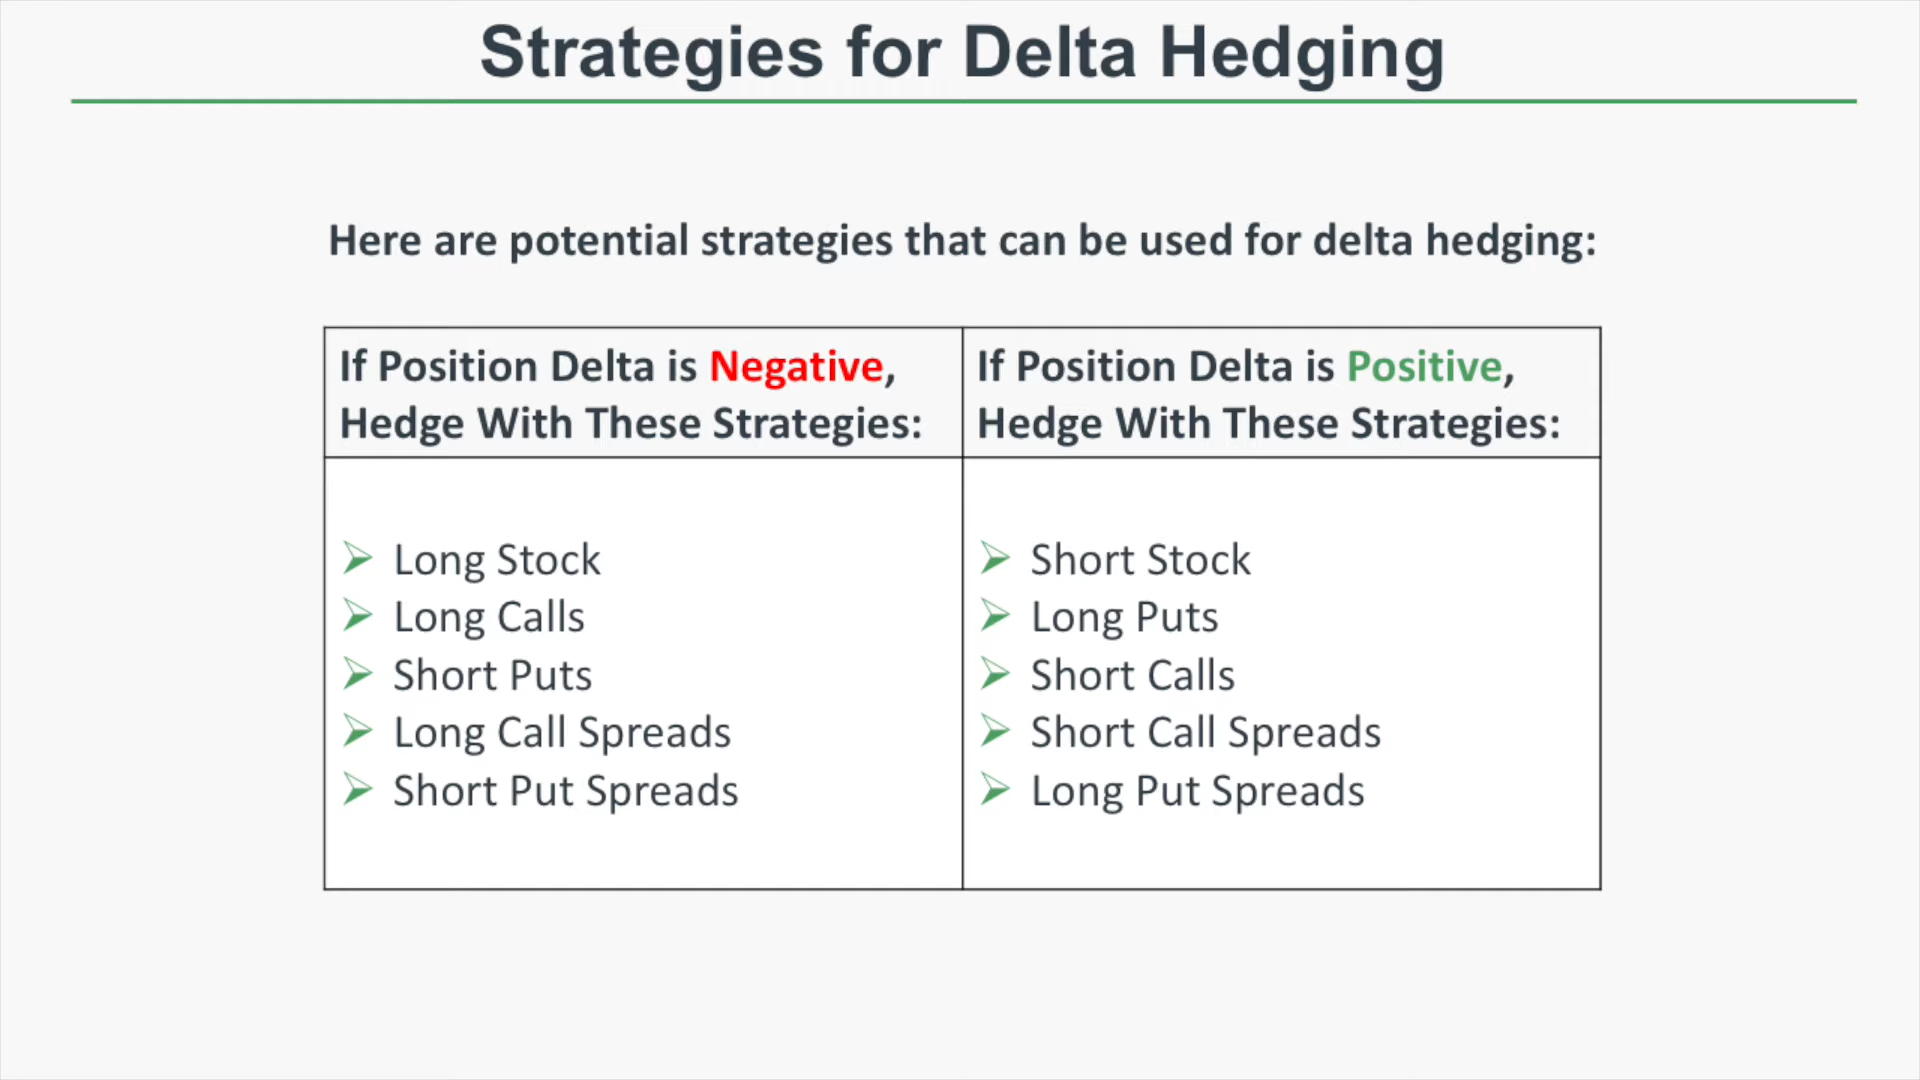 Strategies for Delta Hedging
Here are potential strategies that can be used for delta hedging:
If Position Delta is Negative,
Hedge With These Strategies:
If Position Delta is Positive,
Hedge With These Strategies:
Long Stock
Long Calls
Short Puts
Long Call Spreads
Short Put Spreads
Short Stock
Long Puts
Short Calls
Short Call Spreads
Long Put Spreads